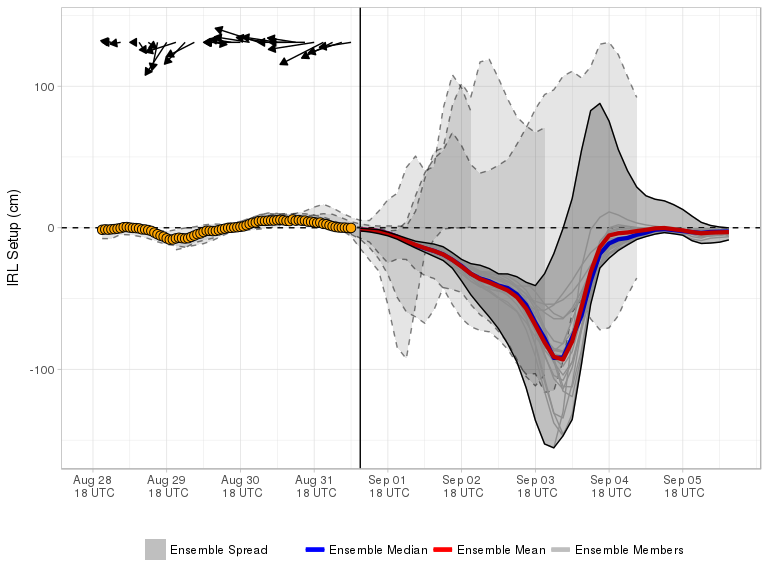 IRL Setup (cm)
100
0
-100
Aug 28 Aug 29 Aug 30 Aug 31 Sep 01 Sep 02 Sep 03 Sep 04 Sep 05
18 UTC 18 UTC 18 UTC 18 UTC 18 UTC 18 UTC 18 UTC 18 UTC 18 UTC
Ensemble Spread Ensemble Median Ensemble Mean Ensemble Members